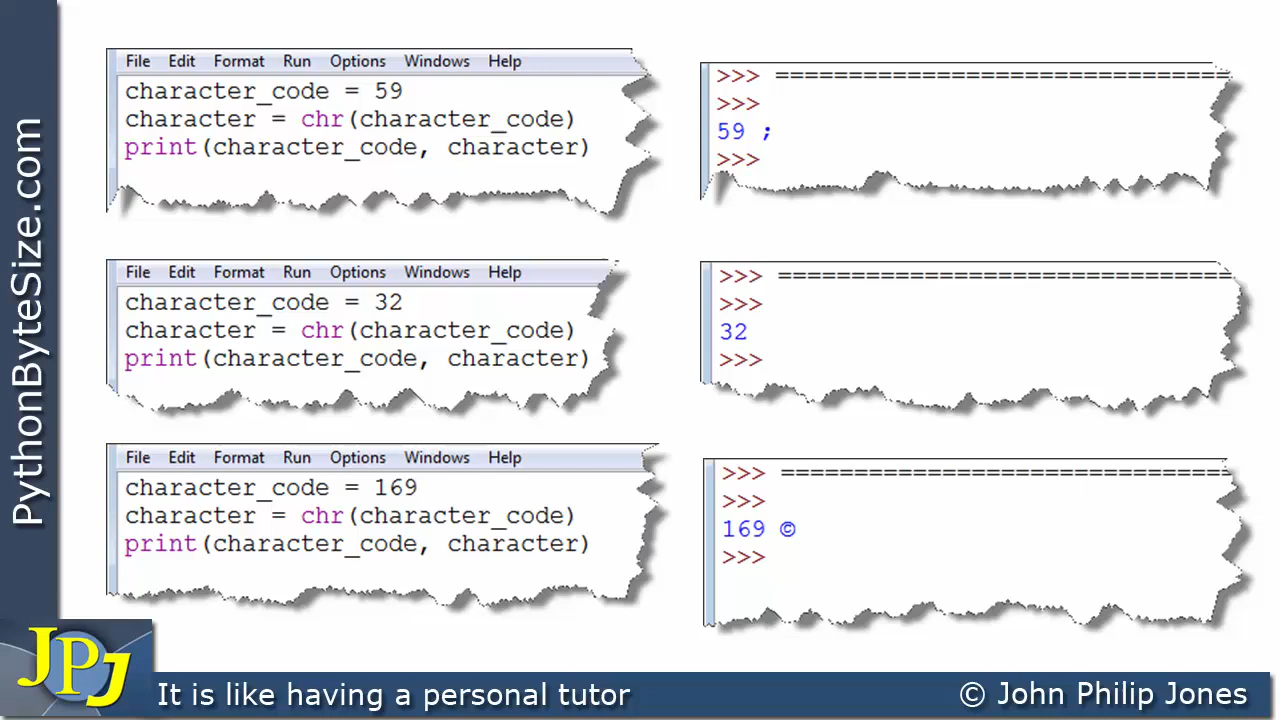 PythonByteSize.com
File Edit Format Run Options Windows Help
character_code = 59
character = chr(character_code)
print(character_code, character)
>>> ===============================
>>>
59 ;
>>>
File Edit Format Run Options Windows Help
character_code = 32
character = chr(character_code)
print(character_code, character)
>>> ===============================
>>>
32
>>>
File Edit Format Run Options Windows Help
character_code = 169
character = chr(character_code)
print(character_code, character)
>>> ===============================
>>>
169 ©
>>>
JPJ
It is like having a personal tutor
© John Philip Jones